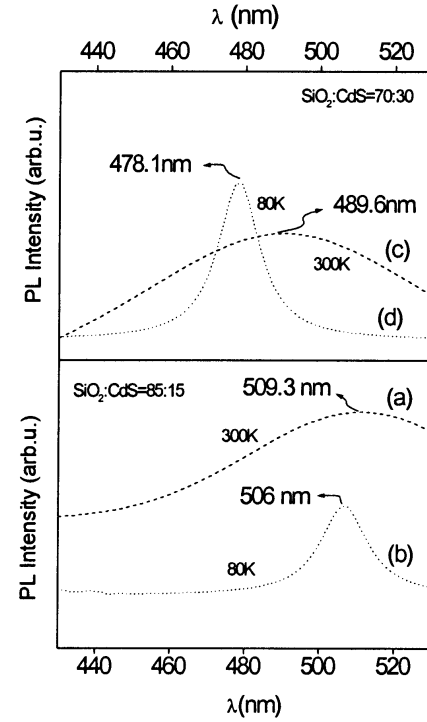 λ (nm)
440 460 480 500 520
PL Intensity (arb.u.)
SiO₂:CdS=70:30
478.1nm
80K
489.6nm
(c)
300K
(d)
PL Intensity (arb.u.)
SiO₂:CdS=85:15
509.3 nm
(a)
300K
506 nm
(b)
80K
440 460 480 500 520
λ(nm)